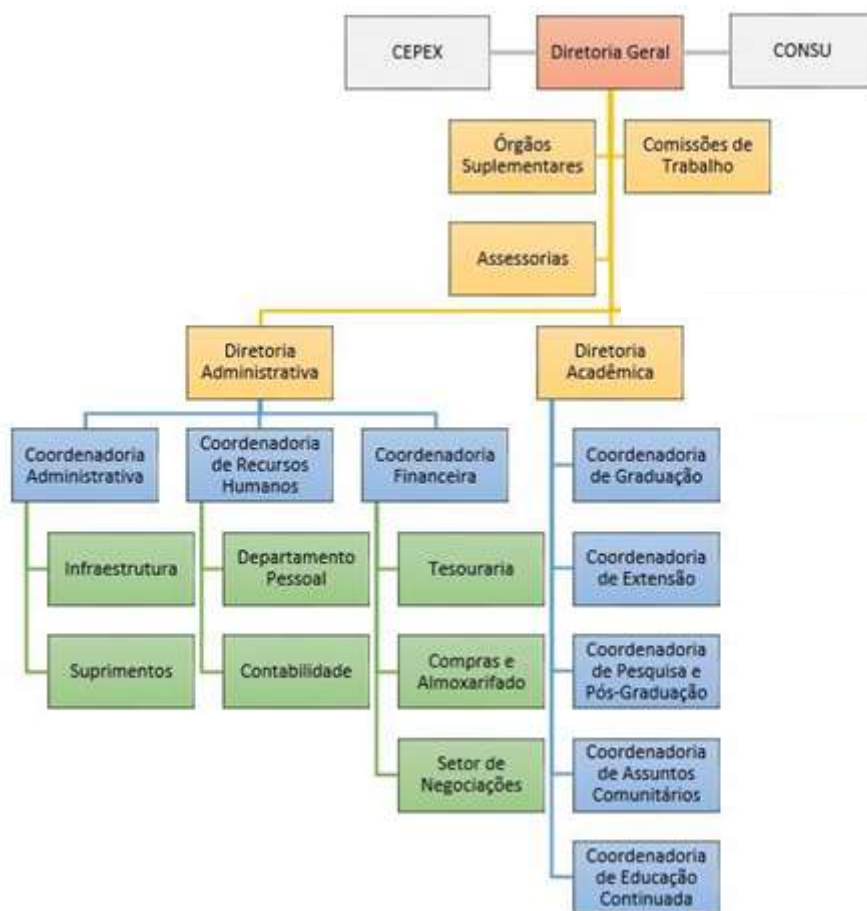 CEPEX
Diretoria Geral
CONSU
Órgãos
Suplementares
Comissões de
Trabalho
Assessorias
Diretoria
Administrativa
Diretoria
Acadêmica
Coordenadoria
Administrativa
Coordenadoria
de Recursos
Humanos
Coordenadoria
Financeira
Coordenadoria
de Graduação
Infraestrutura
Departamento
Pessoal
Tesouraria
Coordenadoria
de Extensão
Suprimentos
Contabilidade
Compras e
Almoxarifado
Coordenadoria
de Pesquisa e
Pós-Graduação
Setor de
Negociações
Coordenadoria
de Assuntos
Comunitários
Coordenadoria
de Educação
Continuada